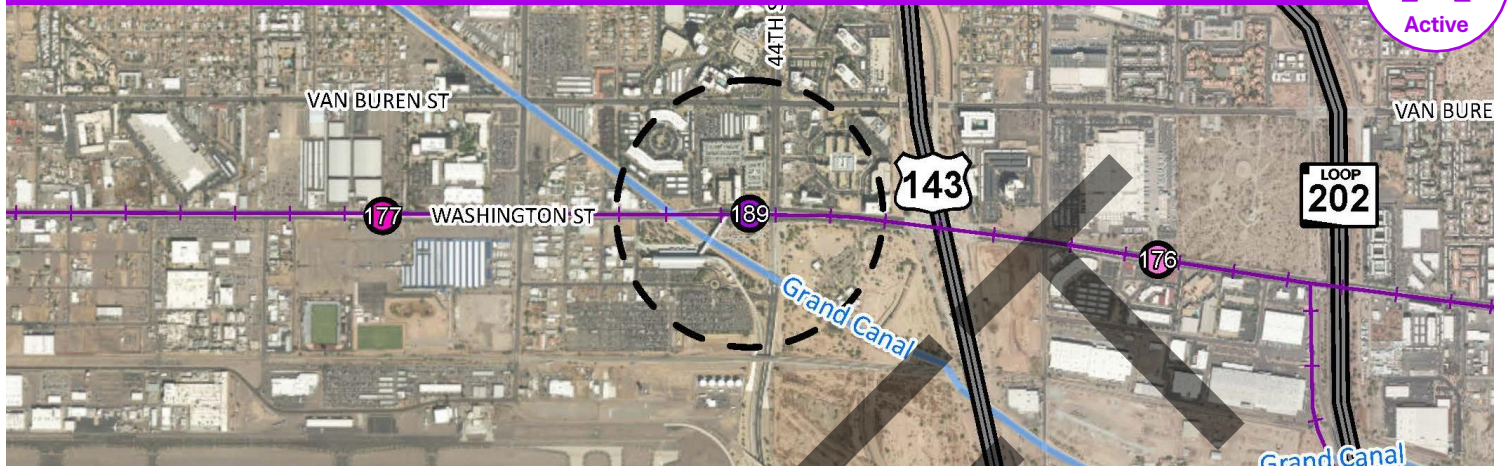 Active
44TH S
VAN BUREN ST
VAN BURE
143
LOOP
202
177
WASHINGTON ST
189
176
Grand Canal
Grand Canal